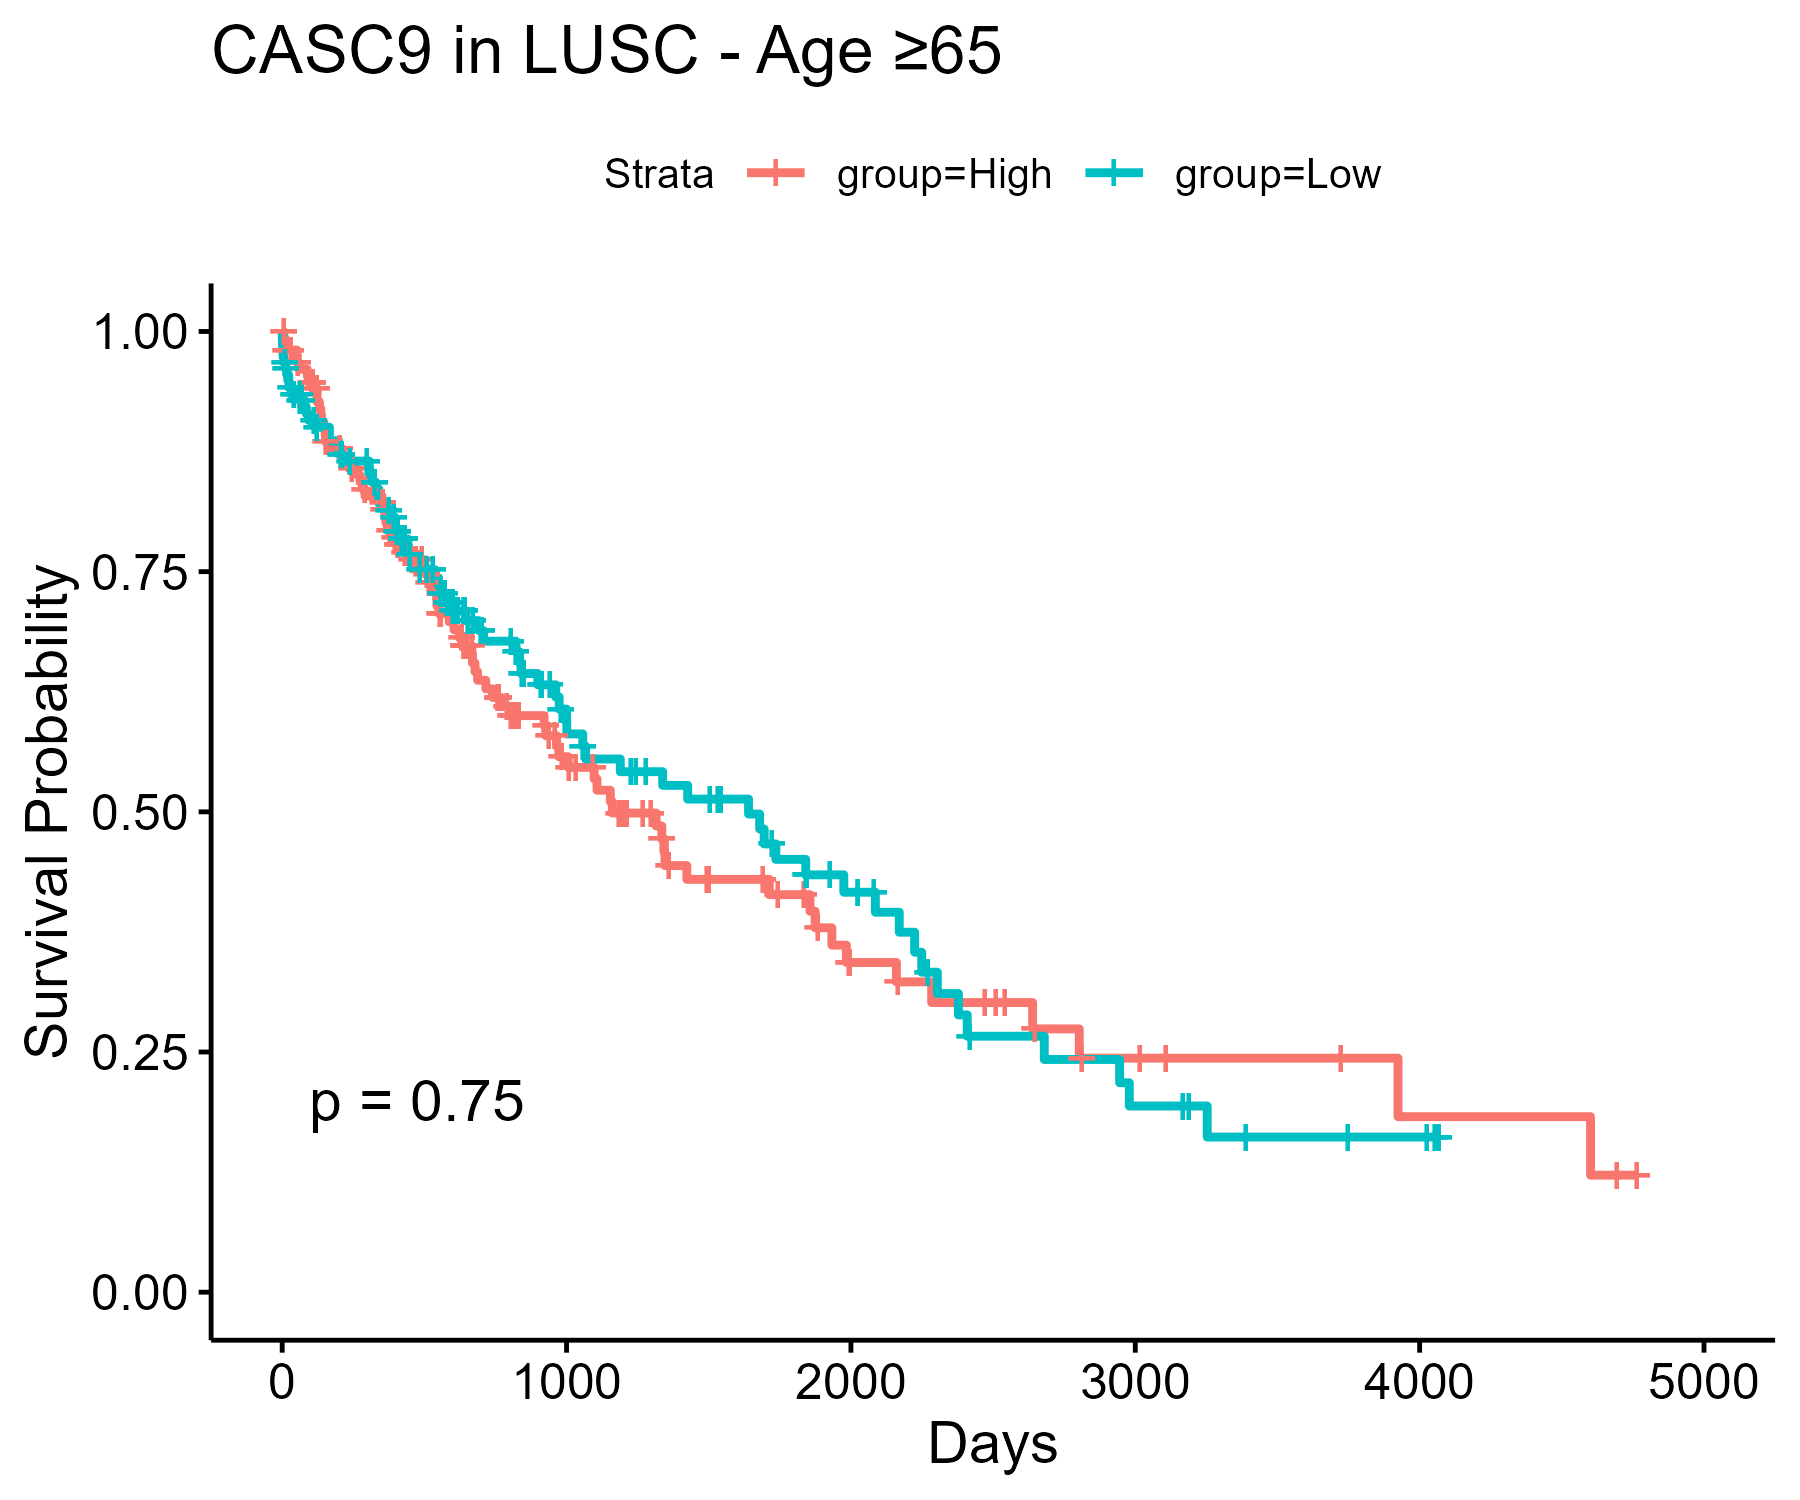 CASC9 in LUSC - Age ≥65
Strata group=High group=Low
1.00
0.75
0.50
0.25
0.00
Survival Probability
p = 0.75
0 1000 2000 3000 4000 5000
Days